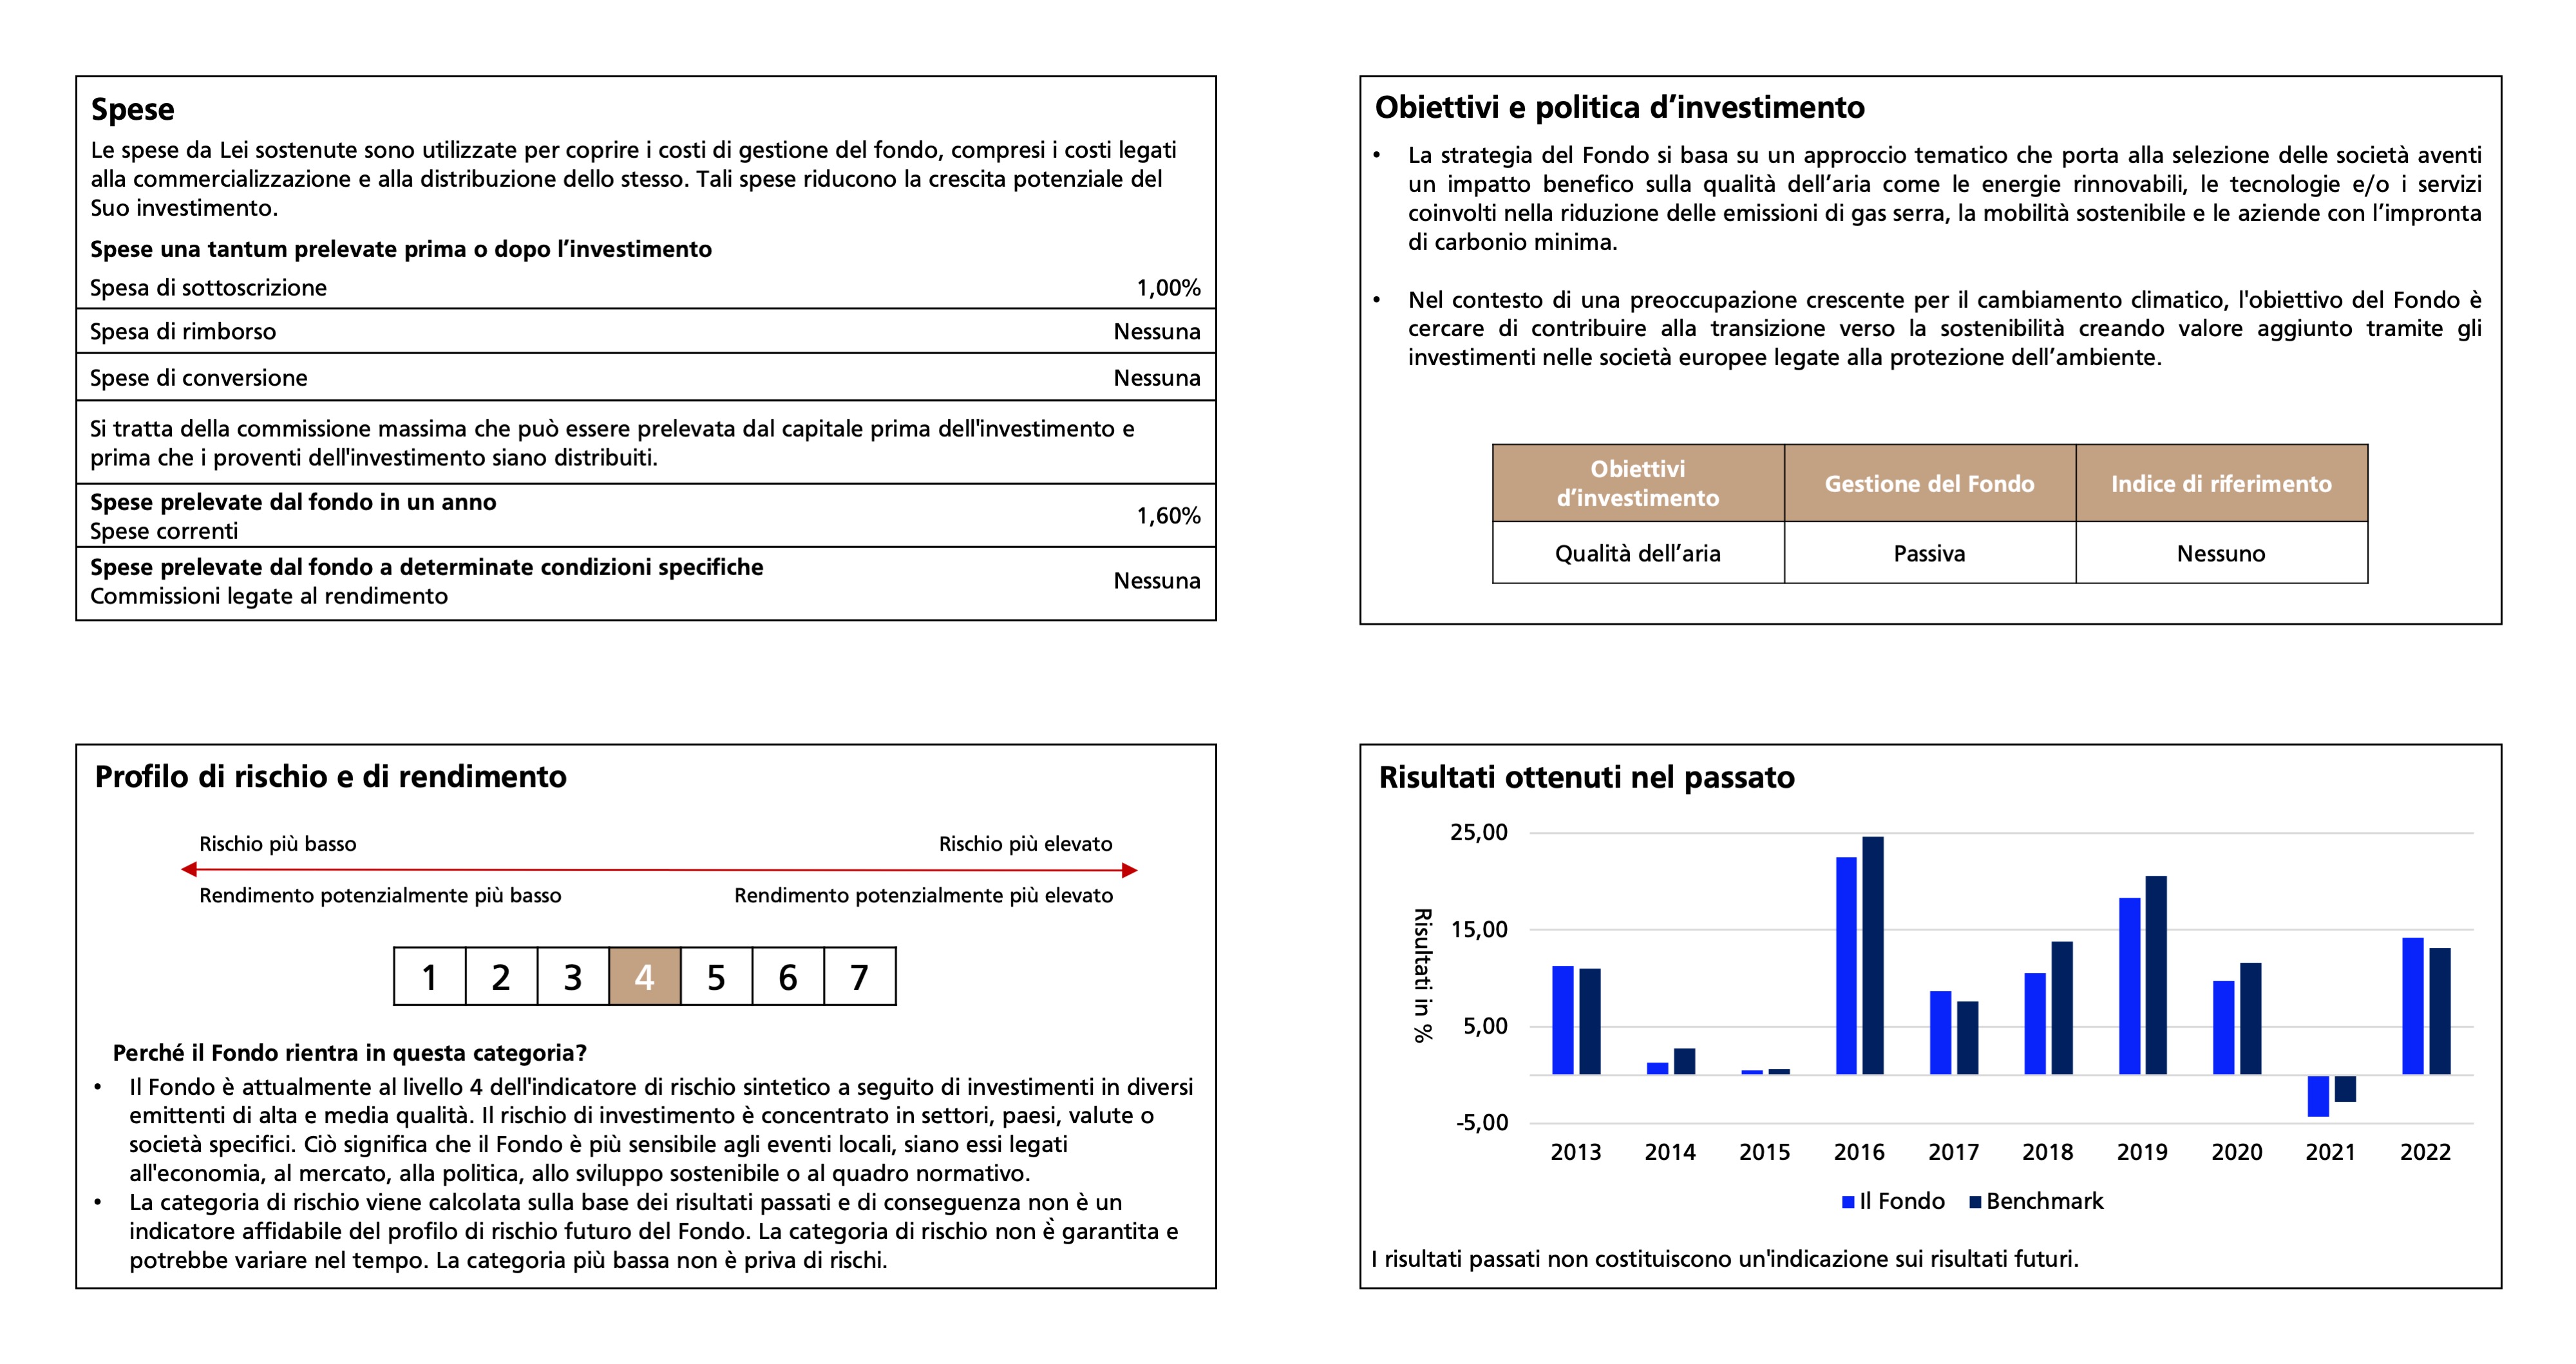 Spese
Le spese da Lei sostenute sono utilizzate per coprire i costi di gestione del fondo, compresi i costi legati
alla commercializzazione e alla distribuzione dello stesso. Tali spese riducono la crescita potenziale del
Suo investimento.
Spese una tantum prelevate prima o dopo l’investimento
Spesa di sottoscrizione 1,00%
Spesa di rimborso Nessuna
Spese di conversione Nessuna
Si tratta della commissione massima che può essere prelevata dal capitale prima dell'investimento e
prima che i proventi dell'investimento siano distribuiti.
Spese prelevate dal fondo in un anno
Spese correnti 1,60%
Spese prelevate dal fondo a determinate condizioni specifiche
Commissioni legate al rendimento Nessuna
Obiettivi e politica d’investimento
• La strategia del Fondo si basa su un approccio tematico che porta alla selezione delle società aventi
un impatto benefico sulla qualità dell’aria come le energie rinnovabili, le tecnologie e/o i servizi
coinvolti nella riduzione delle emissioni di gas serra, la mobilità sostenibile e le aziende con l’impronta
di carbonio minima.
• Nel contesto di una preoccupazione crescente per il cambiamento climatico, l'obiettivo del Fondo è
cercare di contribuire alla transizione verso la sostenibilità creando valore aggiunto tramite gli
investimenti nelle società europee legate alla protezione dell’ambiente.
Obiettivi
d’investimento
Gestione del Fondo
Indice di riferimento
Qualità dell’aria
Passiva
Nessuno
Profilo di rischio e di rendimento
Rischio più basso
Rischio più elevato
Rendimento potenzialmente più basso
Rendimento potenzialmente più elevato
1 2 3 4 5 6 7
Perché il Fondo rientra in questa categoria?
• Il Fondo è attualmente al livello 4 dell'indicatore di rischio sintetico a seguito di investimenti in diversi
emittenti di alta e media qualità. Il rischio di investimento è concentrato in settori, paesi, valute o
società specifici. Ciò significa che il Fondo è più sensibile agli eventi locali, siano essi legati
all'economia, al mercato, alla politica, allo sviluppo sostenibile o al quadro normativo.
• La categoria di rischio viene calcolata sulla base dei risultati passati e di conseguenza non è un
indicatore affidabile del profilo di rischio futuro del Fondo. La categoria di rischio non è̀ garantita e
potrebbe variare nel tempo. La categoria più bassa non è priva di rischi.
Risultati ottenuti nel passato
Risultati in %
25,00
15,00
5,00
-5,00
2013 2014 2015 2016 2017 2018 2019 2020 2021 2022
Il Fondo Benchmark
I risultati passati non costituiscono un'indicazione sui risultati futuri.